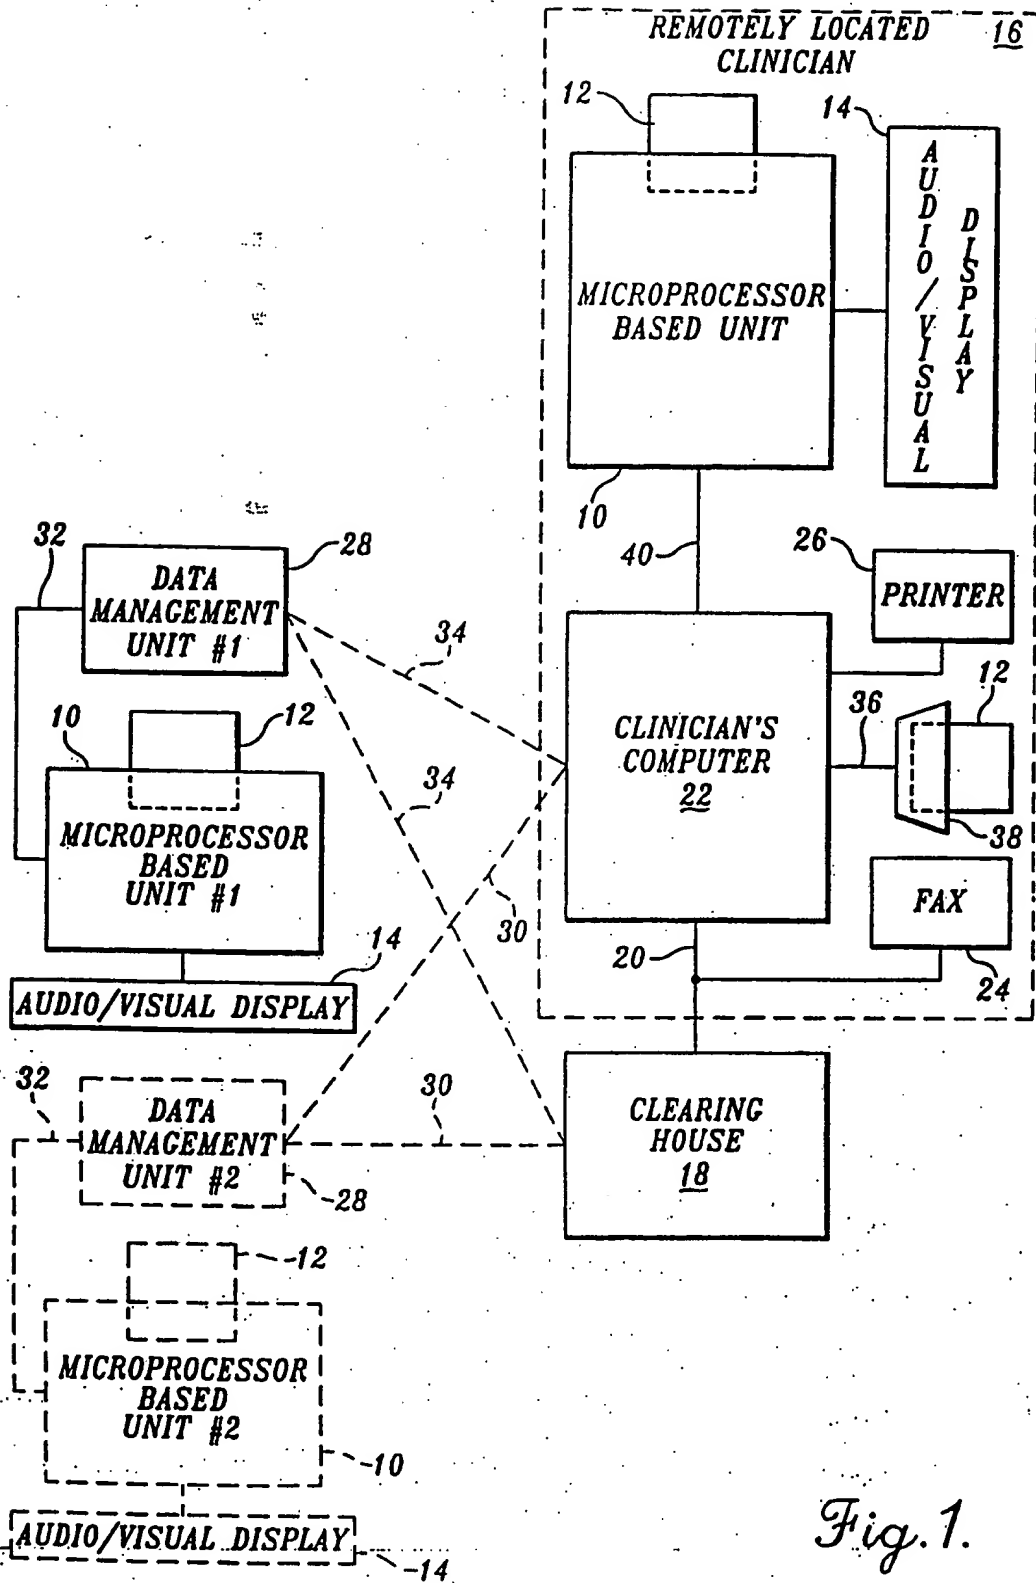 REMOTELY LOCATED
CLINICIAN
16
12
14
MICROPROCESSOR
BASED UNIT
AUDIO/VISUAL
DISPLAY
10
40
26
PRINTER
32
28
DATA
MANAGEMENT
UNIT #1
34
12
36
CLINICIAN'S
COMPUTER
22
10
12
34
38
MICROPROCESSOR
BASED
UNIT #1
30
FAX
14
20
24
AUDIO/VISUAL DISPLAY
32
30
DATA
MANAGEMENT
UNIT #2
28
CLEARING
HOUSE
18
12
MICROPROCESSOR
BASED
UNIT #2
10
AUDIO/VISUAL DISPLAY
14
Fig. 1.